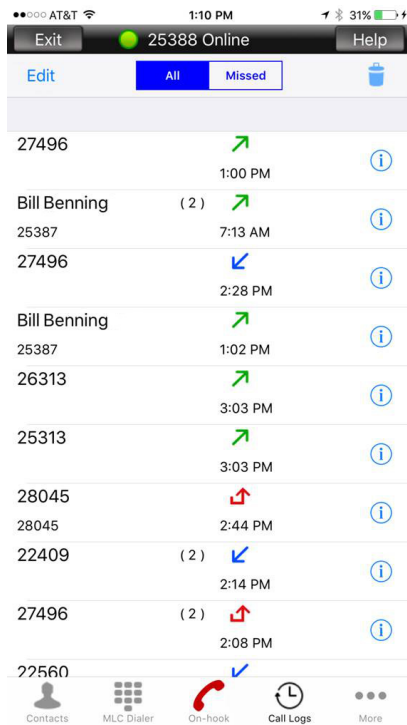 AT&T 1:10 PM 31%
Exit 25388 Online Help
Edit All Missed
27496
1:00 PM
Bill Benning (2)
25387 7:13 AM
27496
2:28 PM
Bill Benning
25387 1:02 PM
26313
3:03 PM
25313
3:03 PM
28045
28045 2:44 PM
22409 (2)
2:14 PM
27496 (2)
2:08 PM
22560
Contacts MLC Dialer On-hook Call Logs More